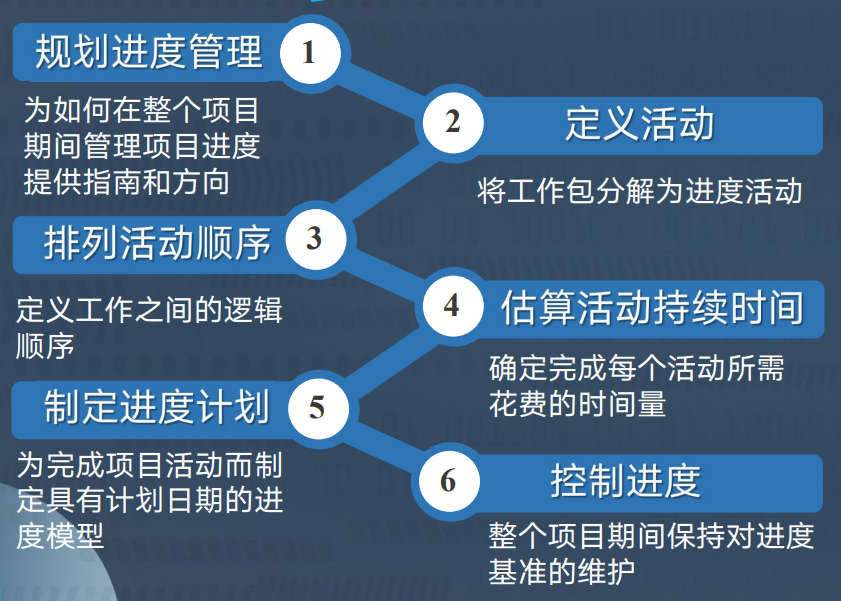 规划进度管理
1
为如何在整个项目
期间管理项目进度
提供指南和方向
2
定义活动
将工作包分解为进度活动
排列活动顺序
3
定义工作之间的逻辑
顺序
4
估算活动持续时间
确定完成每个活动所需
花费的时间量
制定进度计划
5
为完成项目活动而制
定具有计划日期的进
度模型
6
控制进度
整个项目期间保持对进度
基准的维护